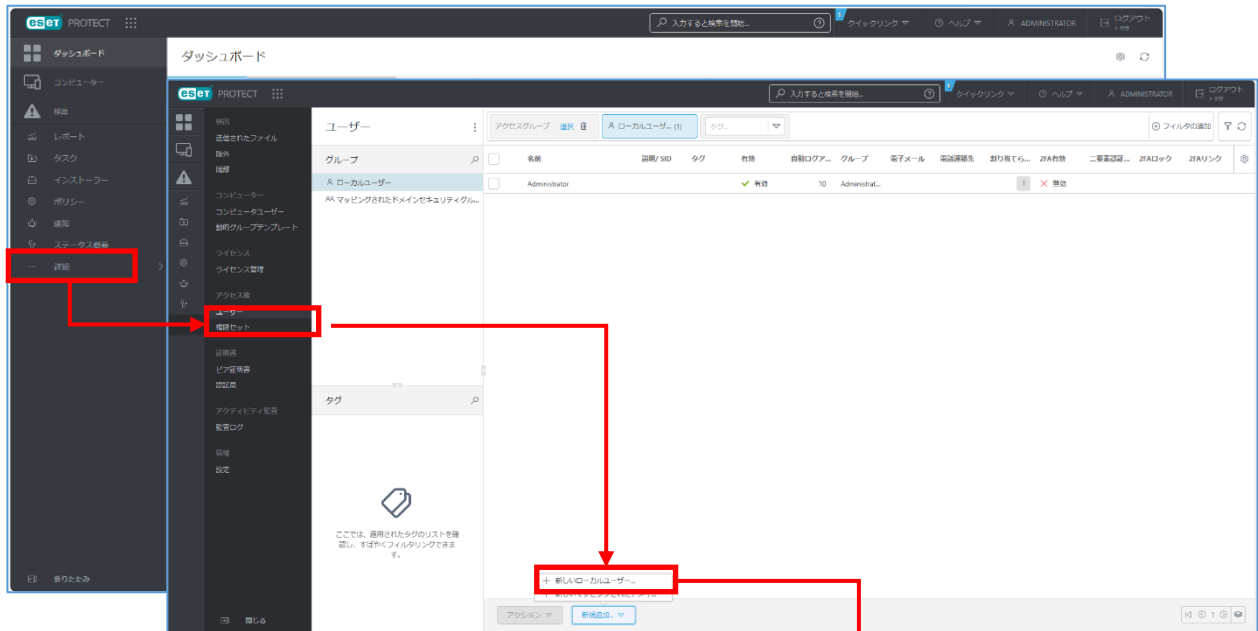 eset PROTECT
入力すると検索を開始...
クイックリンク
ヘルプ
ADMINISTRATOR
ログアウト
ダッシュボード
ダッシュボード
コンピューター
検出
レポート
タスク
インストーラー
ポリシー
通知
ステータス概要
詳細
折りたたみ
eset PROTECT
入力すると検索を開始...
クイックリンク
ヘルプ
ADMINISTRATOR
ログアウト
検出
送信されたファイル
除外
隔離
コンピューター
コンピュータユーザー
動的グループテンプレート
ライセンス
ライセンス管理
アクセス権
ユーザー
権限セット
証明書
ピア証明書
認証局
アクティビティ監査
監査ログ
管理
設定
閉じる
ユーザー
グループ
ローカルユーザー
マッピングされたドメインセキュリティグル...
タグ
ここでは、適用されたタグのリストを確
認し、すばやくフィルタリングできま
す。
アクセスグループ 選択
ローカルユーザ... (1)
タグ...
フィルタの追加
名前 説明/ SID タグ 有効 自動ログア... グループ 電子メール 電話連絡先 割り当てら... 2FA有効 二要素認証... 2FAロック 2FAリンク
Administrator 有効 10 Administrat... 1 無効
+ 新しいローカルユーザー...
+ 新しいマッピングされたドメイ...
アクション
新規追加...
1